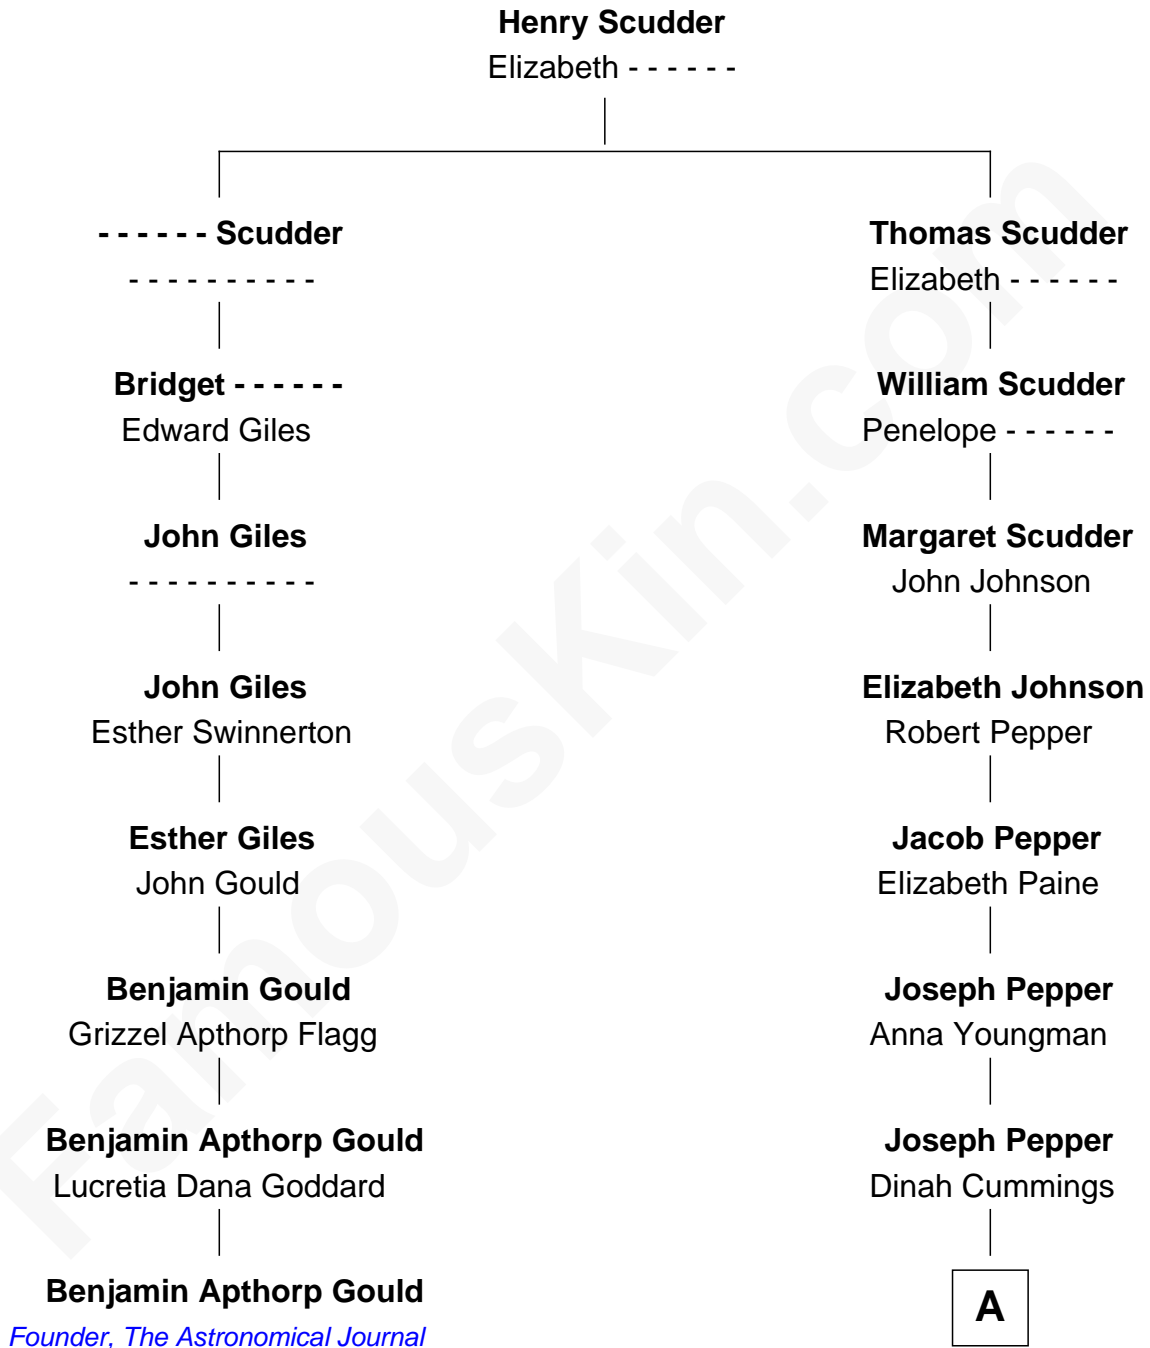 Henry Scudder
Elizabeth - - - - - -
- - - - - - Scudder
- - - - - - - - - -
Bridget - - - - - -
Edward Giles
John Giles
- - - - - - - - - -
John Giles
Esther Swinnerton
Esther Giles
John Gould
Benjamin Gould
Grizzel Apthorp Flagg
Benjamin Apthorp Gould
Lucretia Dana Goddard
Benjamin Apthorp Gould
Founder, The Astronomical Journal
Thomas Scudder
Elizabeth - - - - - -
William Scudder
Penelope - - - - - -
Margaret Scudder
John Johnson
Elizabeth Johnson
Robert Pepper
Jacob Pepper
Elizabeth Paine
Joseph Pepper
Anna Youngman
Joseph Pepper
Dinah Cummings
A
FamousKin.com